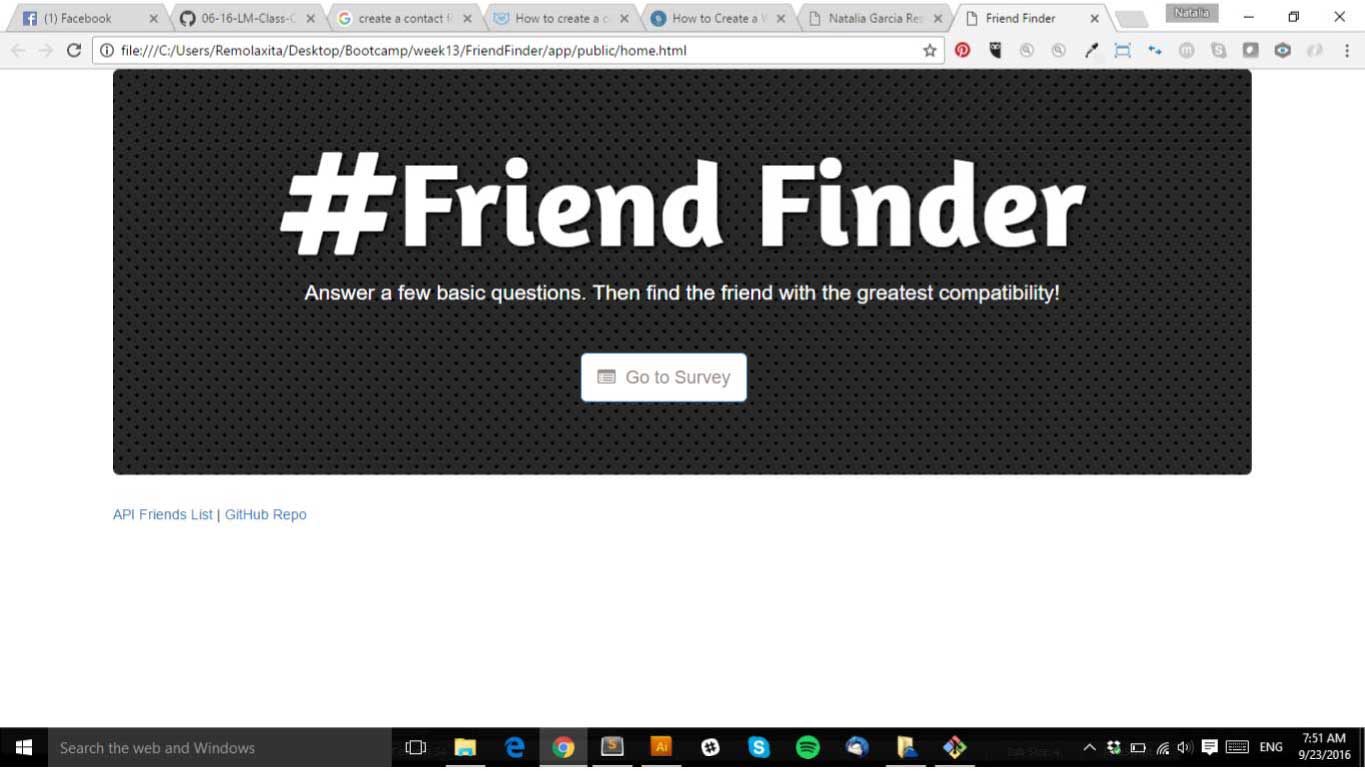 (1) Facebook
06-16-LM-Class-C
create a contact f
How to create a c
How to Create a W
Natalia Garcia Res
Friend Finder
Natalia
file:///C:/Users/Remolaxita/Desktop/Bootcamp/week13/FriendFinder/app/public/home.html
#Friend Finder
Answer a few basic questions. Then find the friend with the greatest compatibility!
Go to Survey
API Friends List | GitHub Repo
Search the web and Windows
Ai
ENG
7:51 AM
9/23/2016